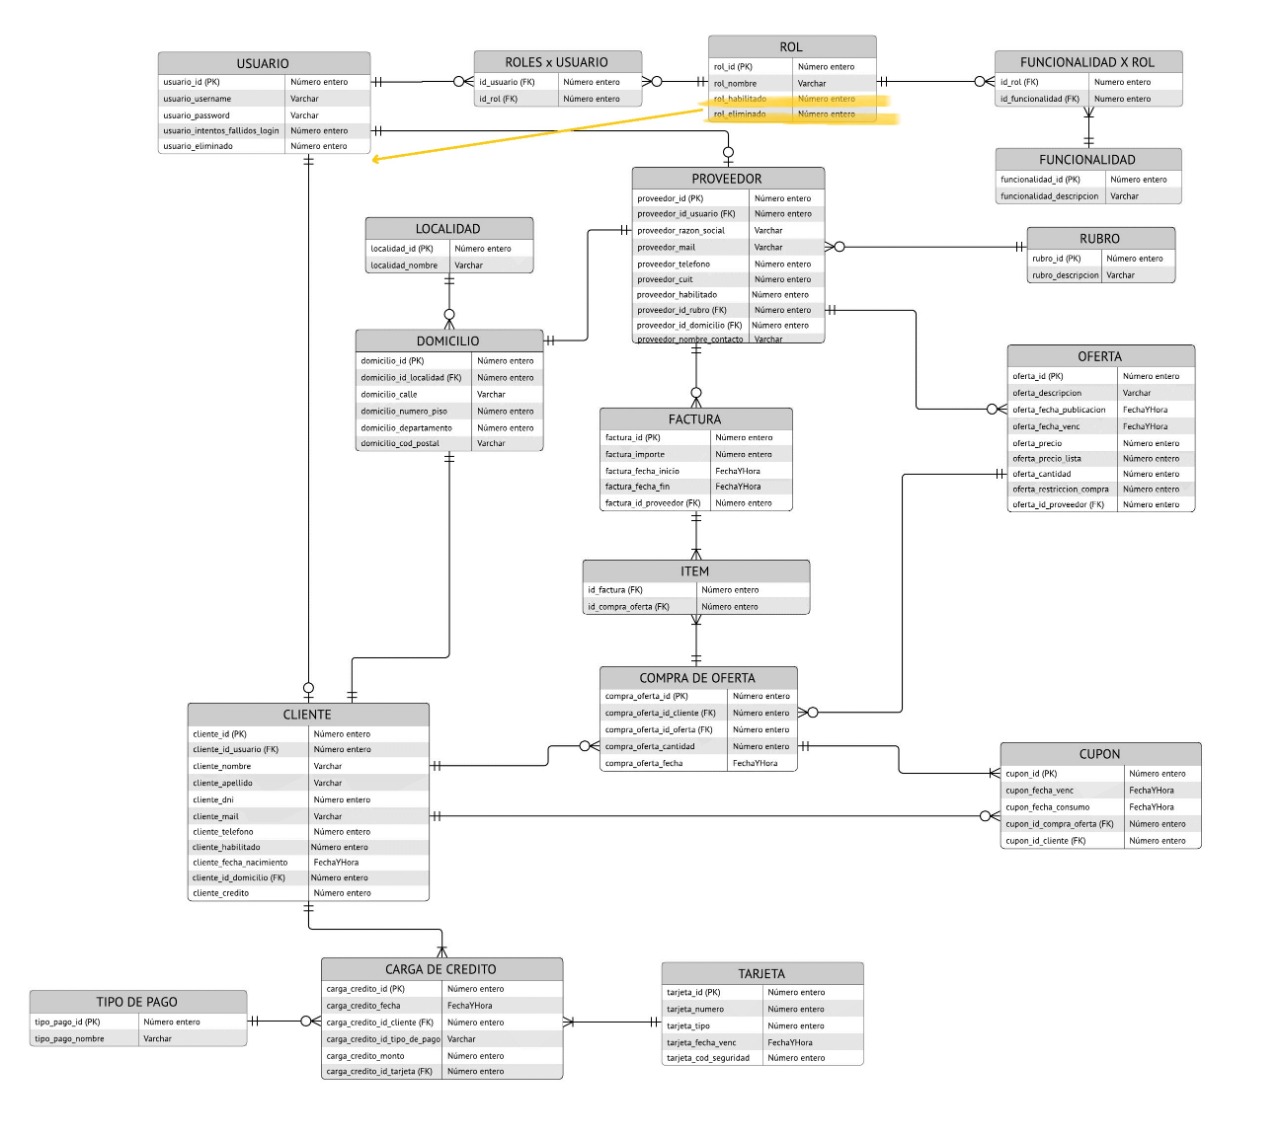 USUARIO
usuario_id (PK) Número entero
usuario_username Varchar
usuario_password Varchar
usuario_intentos_fallidos_login Número entero
usuario_eliminado Número entero
ROLES x USUARIO
id_usuario (FK) Número entero
id_rol (FK) Número entero
ROL
rol_id (PK) Número entero
rol_nombre Varchar
rol_habilitado Número entero
rol_eliminado Número entero
FUNCIONALIDAD X ROL
id_rol (FK) Numero entero
id_funcionalidad (FK) Numero entero
FUNCIONALIDAD
funcionalidad_id (PK) Número entero
funcionalidad_descripcion Varchar
PROVEEDOR
proveedor_id (PK) Número entero
proveedor_id_usuario (FK) Número entero
proveedor_razon_social Varchar
proveedor_mail Varchar
proveedor_telefono Número entero
proveedor_cuit Número entero
proveedor_habilitado Número entero
proveedor_id_rubro (FK) Número entero
proveedor_id_domicilio (FK) Número entero
proveedor_nombre_contacto Varchar
LOCALIDAD
localidad_id (PK) Número entero
localidad_nombre Varchar
RUBRO
rubro_id (PK) Número entero
rubro_descripcion Varchar
DOMICILIO
domicilio_id (PK) Número entero
domicilio_id_localidad (FK) Número entero
domicilio_calle Varchar
domicilio_numero_piso Número entero
domicilio_departamento Número entero
domicilio_cod_postal Varchar
OFERTA
oferta_id (PK) Número entero
oferta_descripcion Varchar
oferta_fecha_publicacion FechaYHora
oferta_fecha_venc FechaYHora
oferta_precio Número entero
oferta_precio_lista Número entero
oferta_cantidad Número entero
oferta_restriccion_compra Número entero
oferta_id_proveedor (FK) Número entero
FACTURA
factura_id (PK) Número entero
factura_importe Número entero
factura_fecha_inicio FechaYHora
factura_fecha_fin FechaYHora
factura_id_proveedor (FK) Número entero
ITEM
id_factura (FK) Número entero
id_compra_oferta (FK) Número entero
COMPRA DE OFERTA
compra_oferta_id (PK) Número entero
compra_oferta_id_cliente (FK) Número entero
compra_oferta_id_oferta (FK) Número entero
compra_oferta_cantidad Número entero
compra_oferta_fecha FechaYHora
CLIENTE
cliente_id (PK) Número entero
cliente_id_usuario (FK) Número entero
cliente_nombre Varchar
cliente_apellido Varchar
cliente_dni Número entero
cliente_mail Varchar
cliente_telefono Número entero
cliente_habilitado Número entero
cliente_fecha_nacimiento FechaYHora
cliente_id_domicilio (FK) Número entero
cliente_credito Número entero
CUPON
cupon_id (PK) Número entero
cupon_fecha_venc FechaYHora
cupon_fecha_consumo FechaYHora
cupon_id_compra_oferta (FK) Número entero
cupon_id_cliente (FK) Número entero
CARGA DE CREDITO
carga_credito_id (PK) Número entero
carga_credito_fecha FechaYHora
carga_credito_id_cliente (FK) Número entero
carga_credito_id_tipo_de_pago Varchar
carga_credito_monto Número entero
carga_credito_id_tarjeta (FK) Número entero
TIPO DE PAGO
tipo_pago_id (PK) Número entero
tipo_pago_nombre Varchar
TARJETA
tarjeta_id (PK) Número entero
tarjeta_numero Número entero
tarjeta_tipo Número entero
tarjeta_fecha_venc FechaYHora
tarjeta_cod_seguridad Número entero